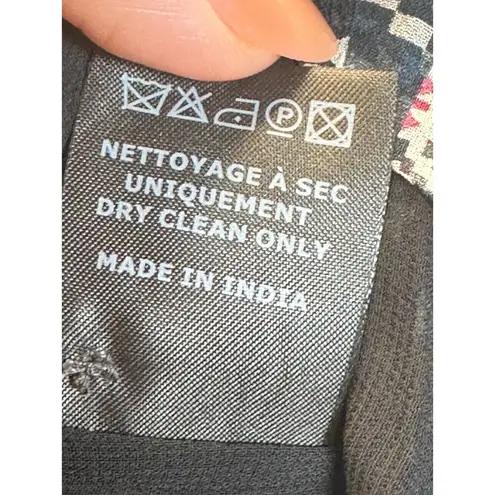 P
NETTOYAGE À SEC
UNIQUEMENT
DRY CLEAN ONLY
MADE IN INDIA